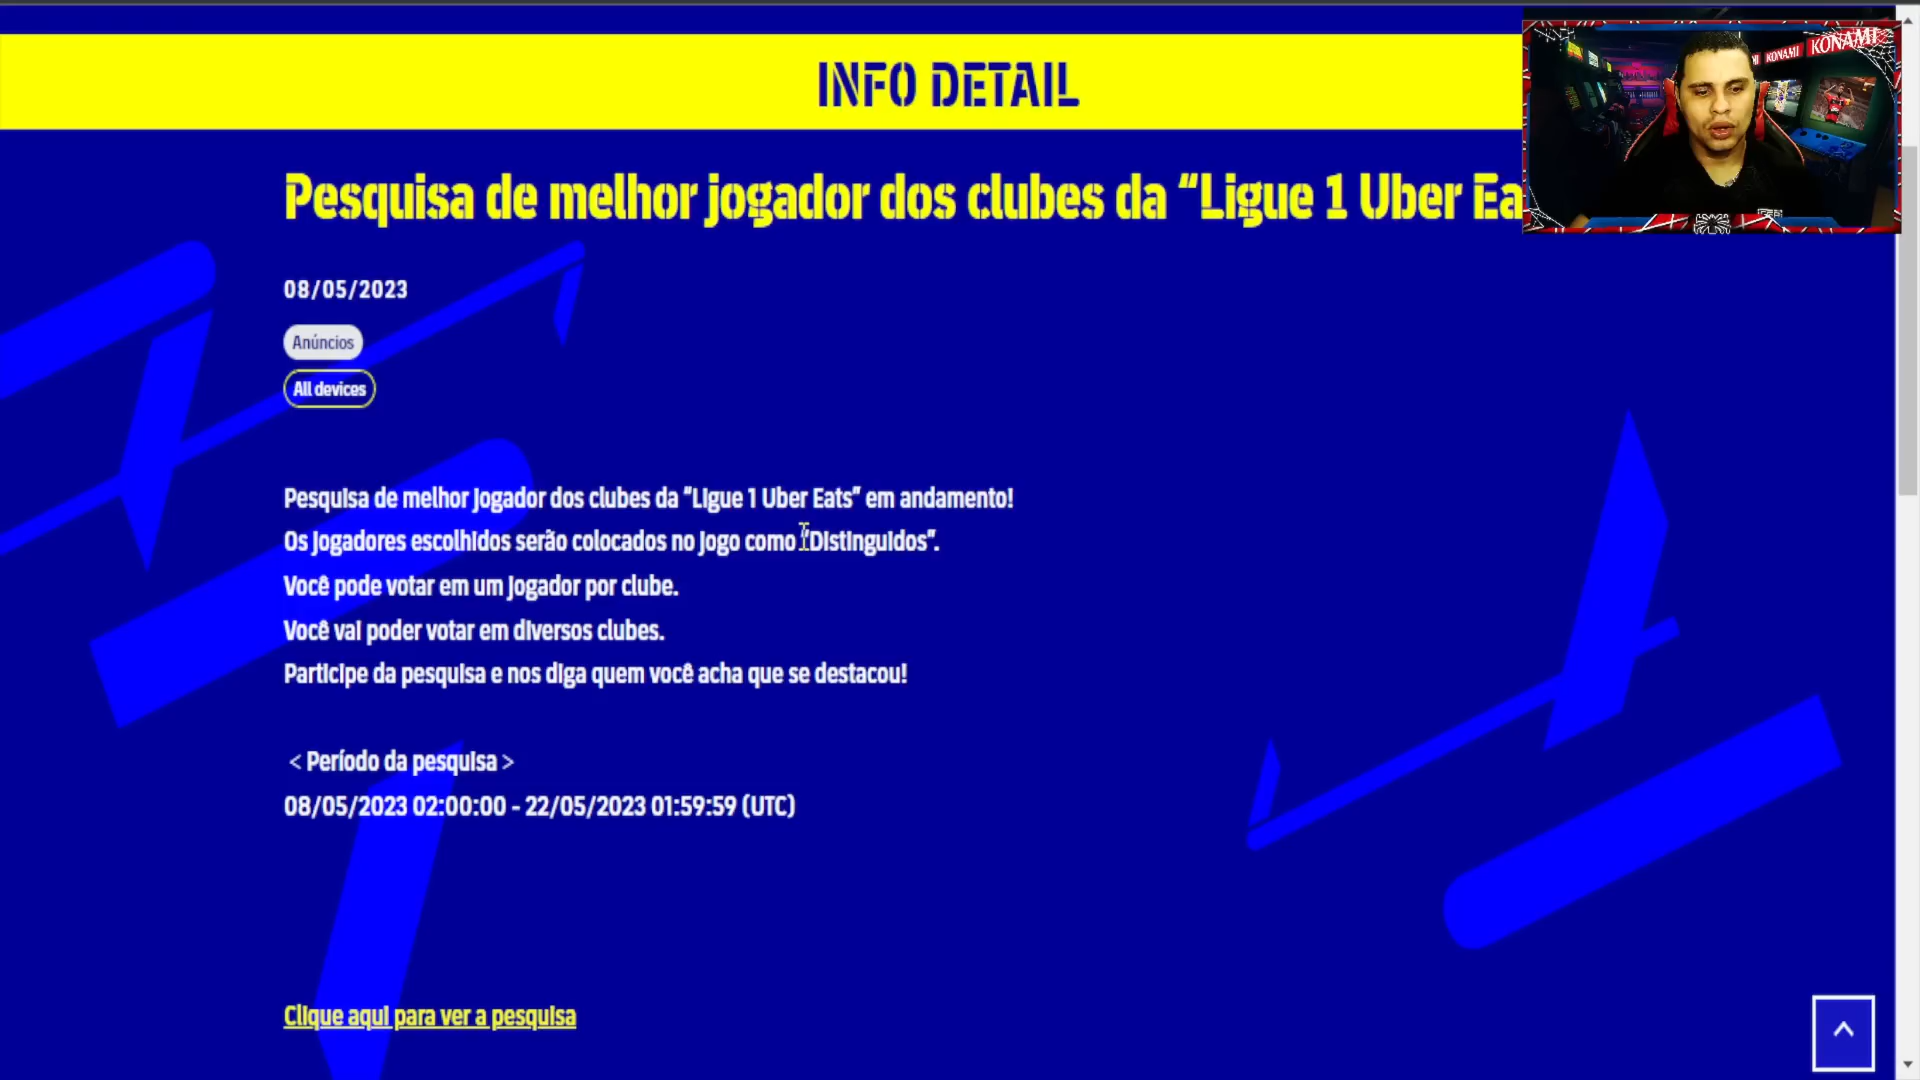 INFO DETAIL
KONAMI KONAMI
Pesquisa de melhor jogador dos clubes da “Ligue 1 Uber Ea
08/05/2023
Anúncios
All devices
Pesquisa de melhor jogador dos clubes da “Ligue 1 Uber Eats” em andamento!
Os jogadores escolhidos serão colocados no jogo como “Distinguidos”.
Você pode votar em um jogador por clube.
Você vai poder votar em diversos clubes.
Participe da pesquisa e nos diga quem você acha que se destacou!
< Período da pesquisa >
08/05/2023 02:00:00 - 22/05/2023 01:59:59 (UTC)
Clique aqui para ver a pesquisa